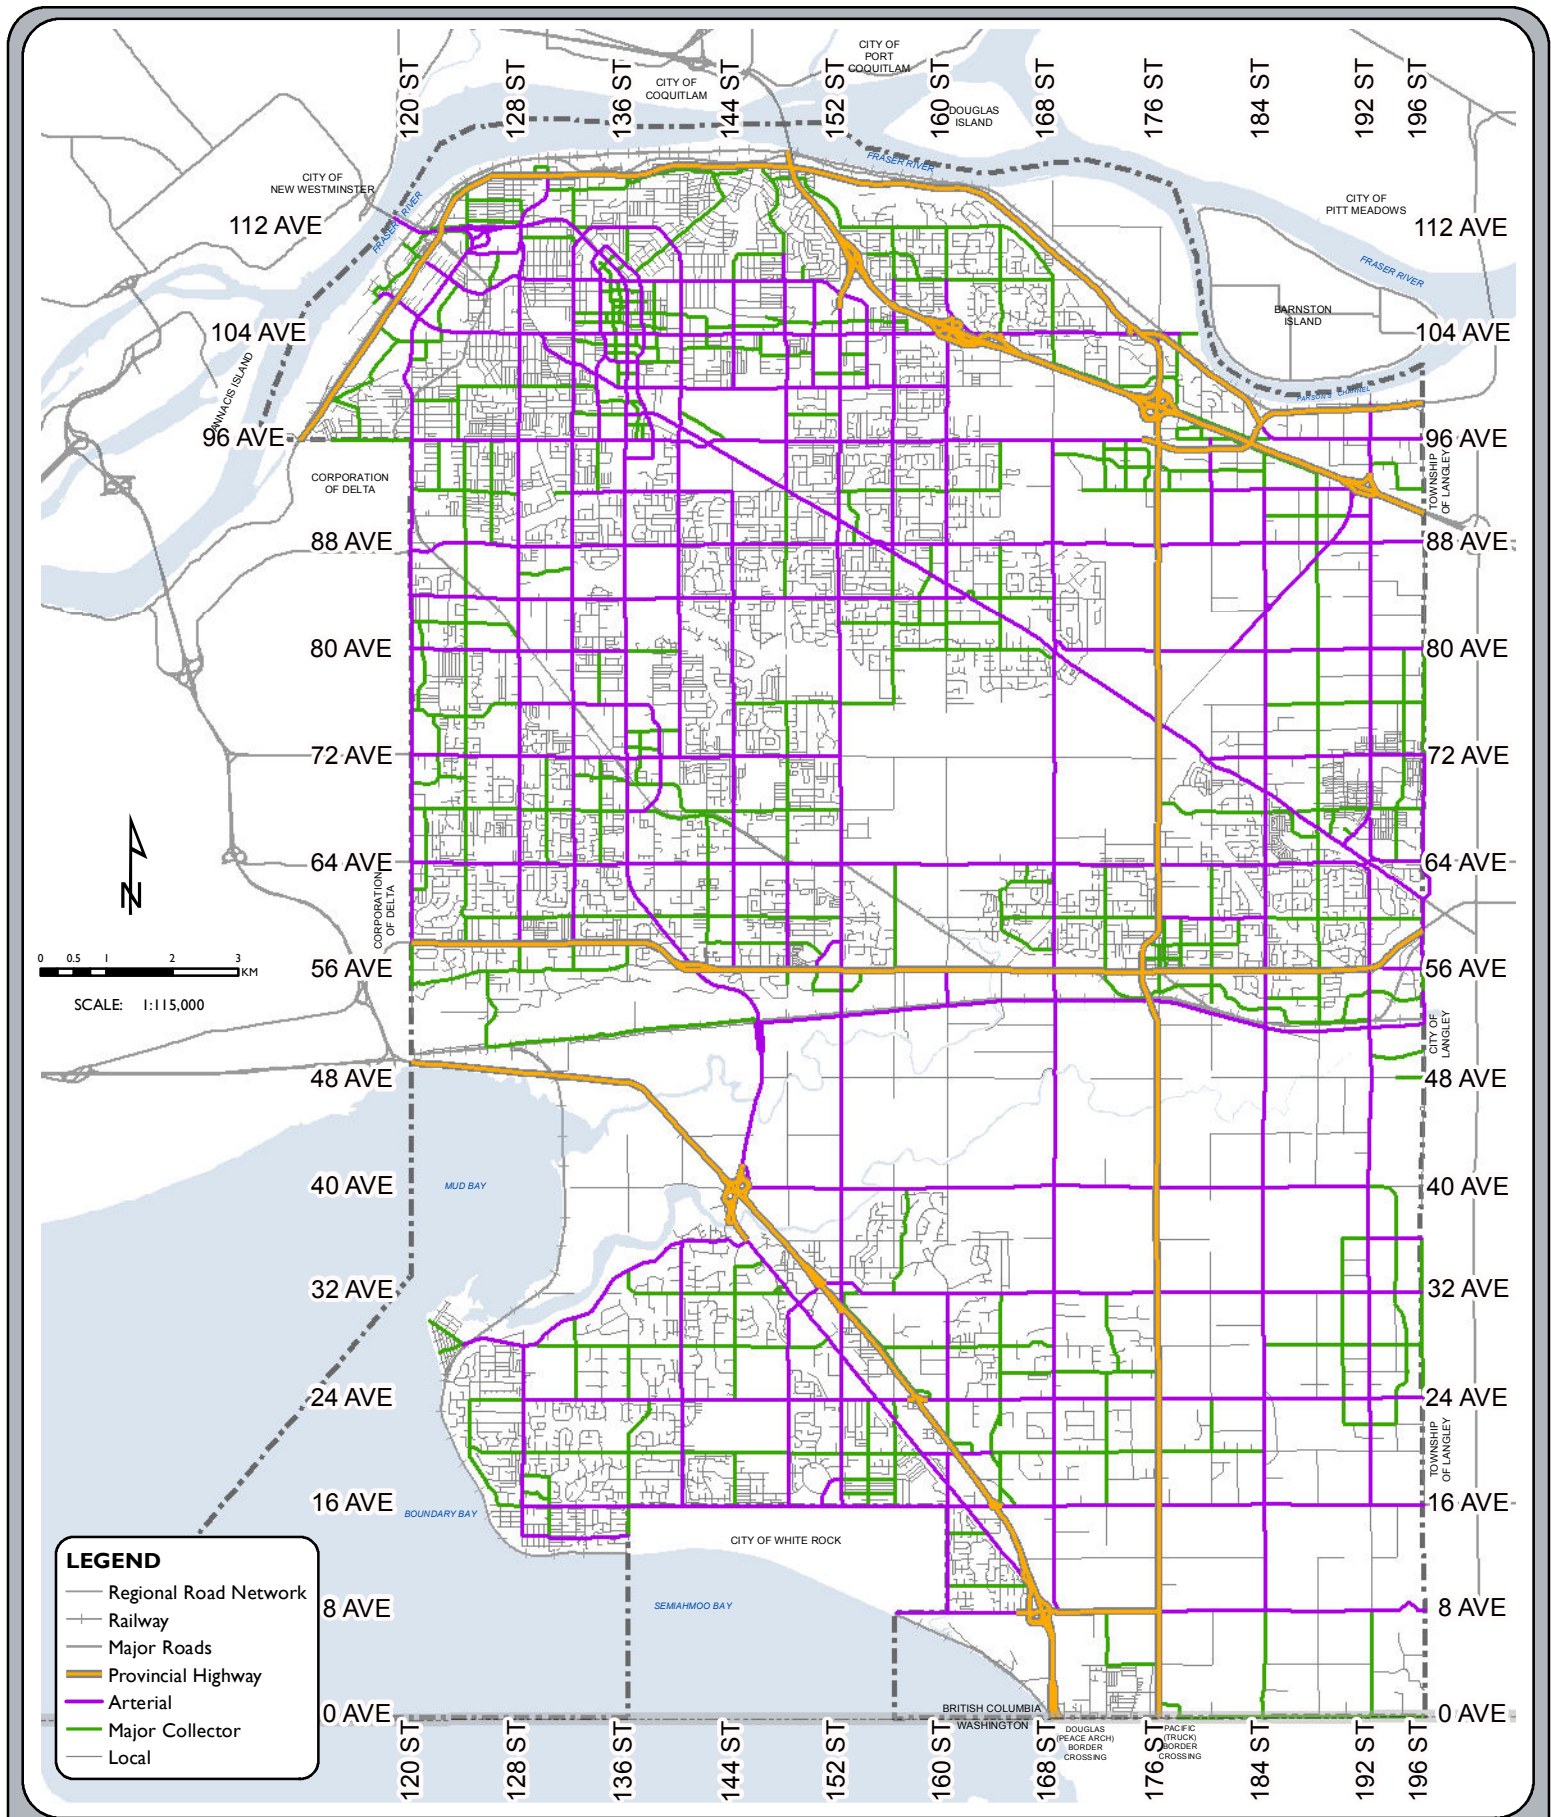 120 ST
128 ST
136 ST
144 ST
152 ST
160 ST
168 ST
176 ST
184 ST
192 ST
196 ST
CITY OF
PORT
COQUITLAM
CITY OF
COQUITLAM
DOUGLAS
ISLAND
CITY OF
NEW WESTMINSTER
FRASER RIVER
FRASER RIVER
CITY OF
PITT MEADOWS
112 AVE
112 AVE
FRASER RIVER
BARNSTON
ISLAND
104 AVE
104 AVE
ANNACIS ISLAND
PARSON'S CHANNEL
96 AVE
96 AVE
CORPORATION
OF DELTA
TOWNSHIP
OF LANGLEY
88 AVE
88 AVE
80 AVE
80 AVE
72 AVE
72 AVE
64 AVE
64 AVE
N
CORPORATION
OF DELTA
0 0.5 1 2 3
KM
SCALE: 1:115,000
56 AVE
56 AVE
CITY OF
LANGLEY
48 AVE
48 AVE
40 AVE
MUD BAY
40 AVE
32 AVE
32 AVE
24 AVE
24 AVE
TOWNSHIP
OF LANGLEY
16 AVE
16 AVE
BOUNDARY BAY
CITY OF WHITE ROCK
LEGEND
Regional Road Network
Railway
Major Roads
Provincial Highway
Arterial
Major Collector
Local
8 AVE
SEMIAHMOO BAY
8 AVE
0 AVE
BRITISH COLUMBIA
WASHINGTON
0 AVE
DOUGLAS
(PEACE ARCH)
BORDER
CROSSING
PACIFIC
(TRUCK)
BORDER
CROSSING
120 ST
128 ST
136 ST
144 ST
152 ST
160 ST
168 ST
176 ST
184 ST
192 ST
196 ST